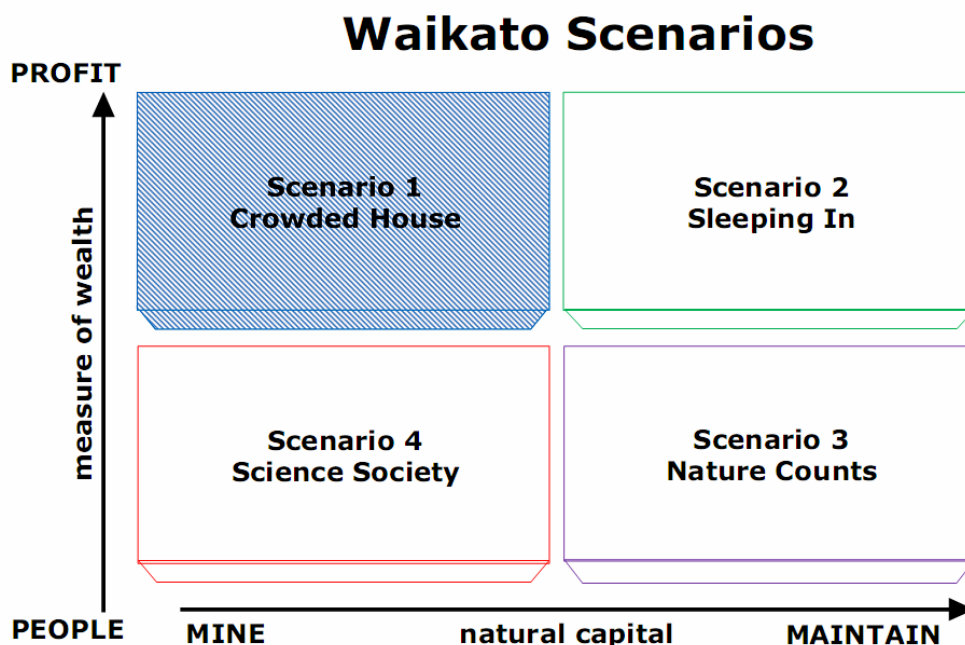 Waikato Scenarios
PROFIT
measure of wealth
Scenario 1
Crowded House
Scenario 2
Sleeping In
Scenario 4
Science Society
Scenario 3
Nature Counts
PEOPLE
MINE
natural capital
MAINTAIN